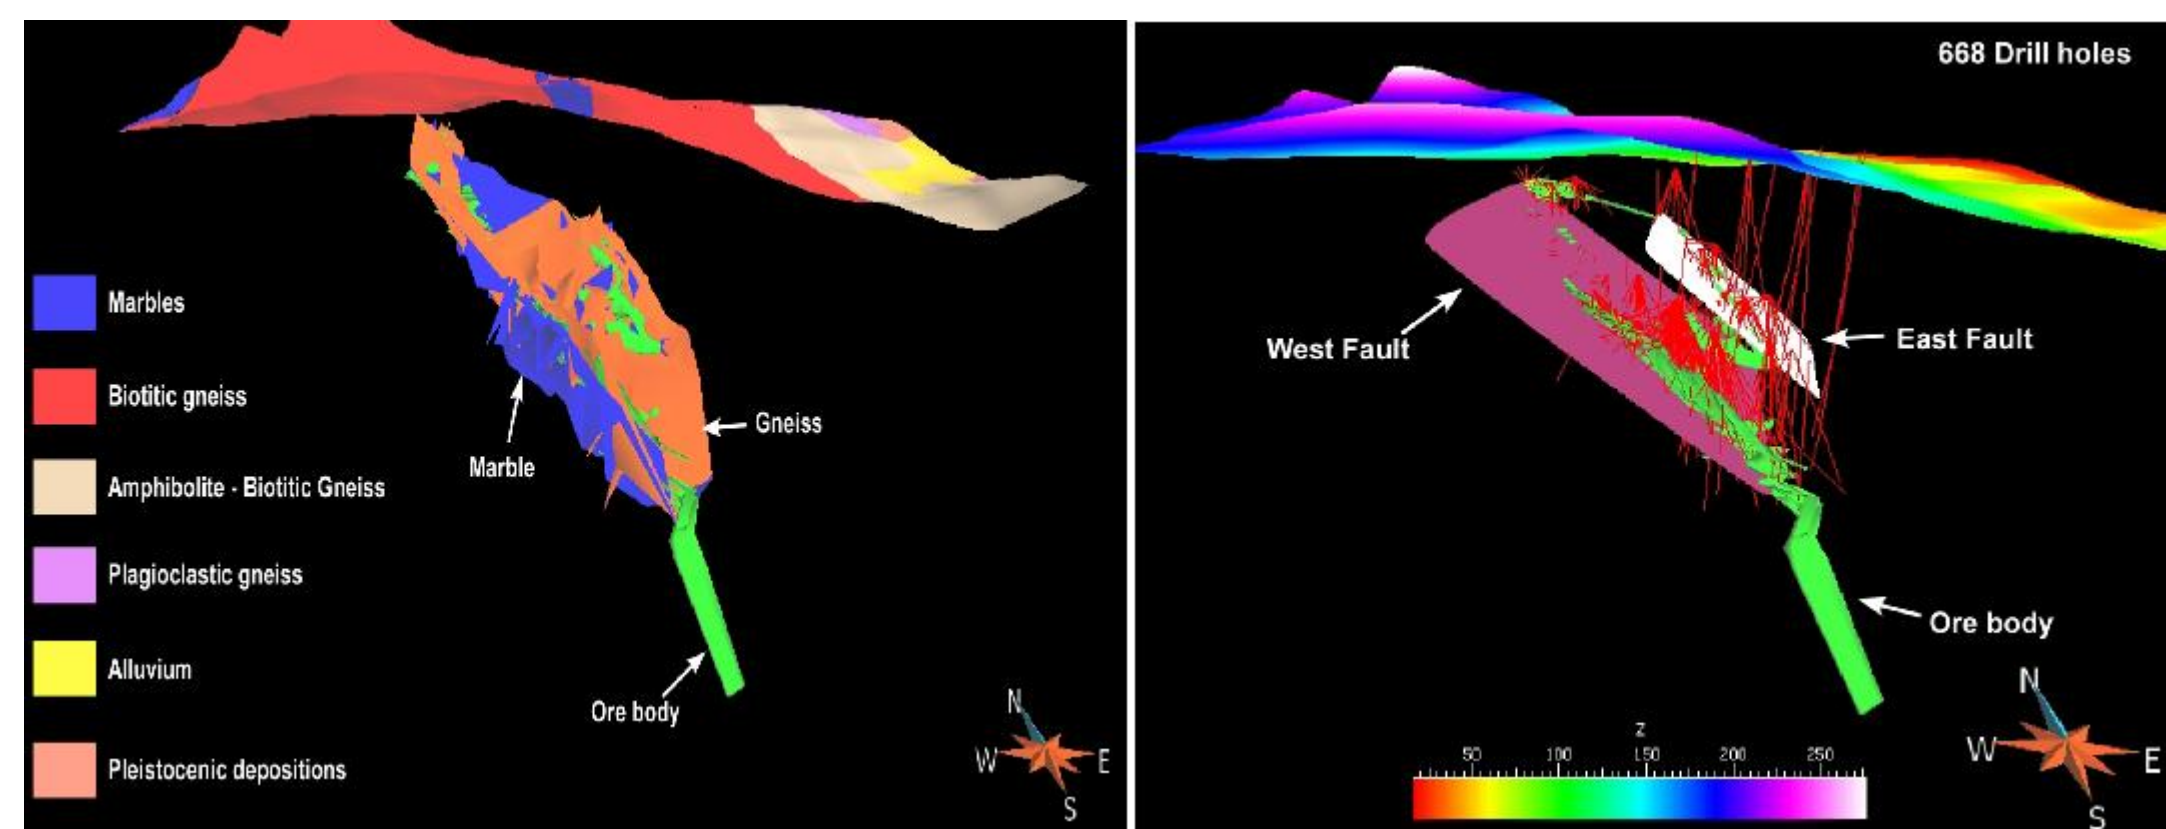 Marbles
Biotitic gneiss
Amphibolite - Biotitic Gneiss
Plagioclastic gneiss
Alluvium
Pleistocenic depositions
Marble
Gneiss
Ore body
N
W
E
S
668 Drill holes
West Fault
East Fault
Ore body
Z
50 100 150 200 250
N
W
E
S